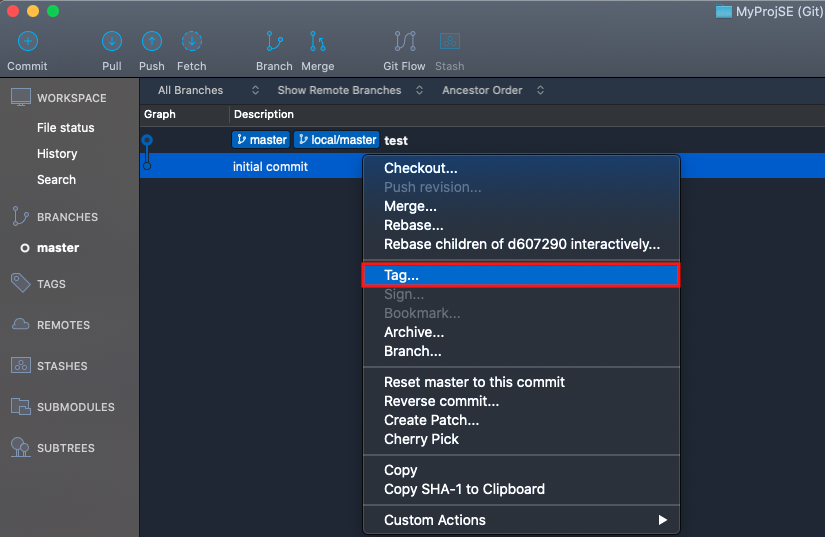 MyProjSE (Git)
Commit Pull Push Fetch Branch Merge Git Flow Stash
WORKSPACE
File status
History
Search
BRANCHES
master
TAGS
REMOTES
STASHES
SUBMODULES
SUBTREES
All Branches Show Remote Branches Ancestor Order
Graph Description
master local/master test
initial commit
Checkout...
Push revision...
Merge...
Rebase...
Rebase children of d607290 interactively...
Tag...
Sign...
Bookmark...
Archive...
Branch...
Reset master to this commit
Reverse commit...
Create Patch...
Cherry Pick
Copy
Copy SHA-1 to Clipboard
Custom Actions